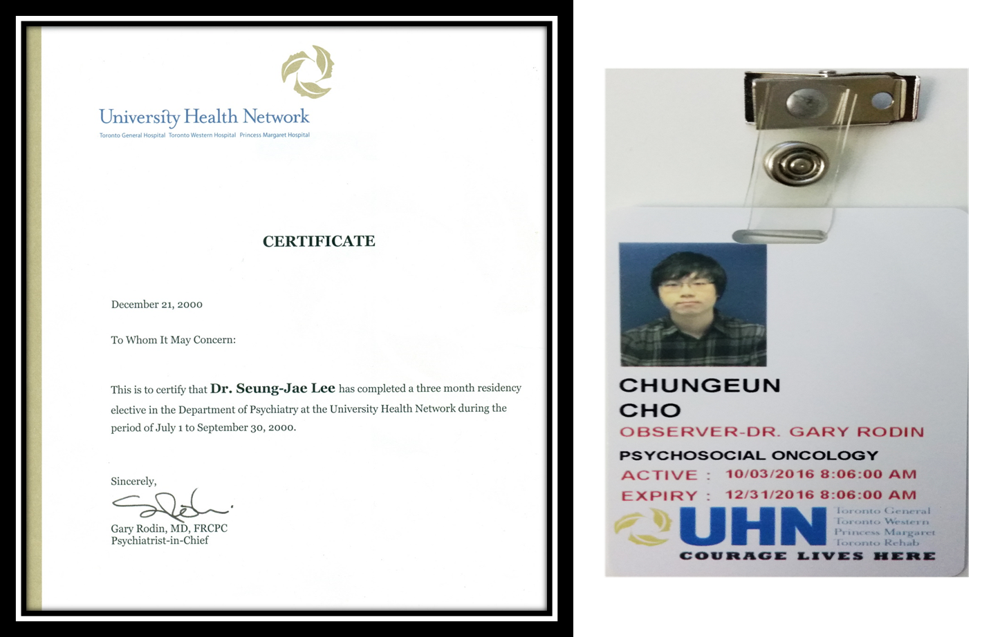 University Health Network
Toronto General Hospital Toronto Western Hospital Princess Margaret Hospital
CERTIFICATE
December 21, 2000
To Whom It May Concern:
This is to certify that Dr. Seung-Jae Lee has completed a three month residency
elective in the Department of Psychiatry at the University Health Network during the
period of July 1 to September 30, 2000.
Sincerely,
Gary Rodin, MD, FRCPC
Psychiatrist-in-Chief
CHUNGEUN
CHO
OBSERVER-DR. GARY RODIN
PSYCHOSOCIAL ONCOLOGY
ACTIVE : 10/03/2016 8:06:00 AM
EXPIRY : 12/31/2016 8:06:00 AM
UHN
Toronto General
Toronto Western
Princess Margaret
Toronto Rehab
COURAGE LIVES HERE